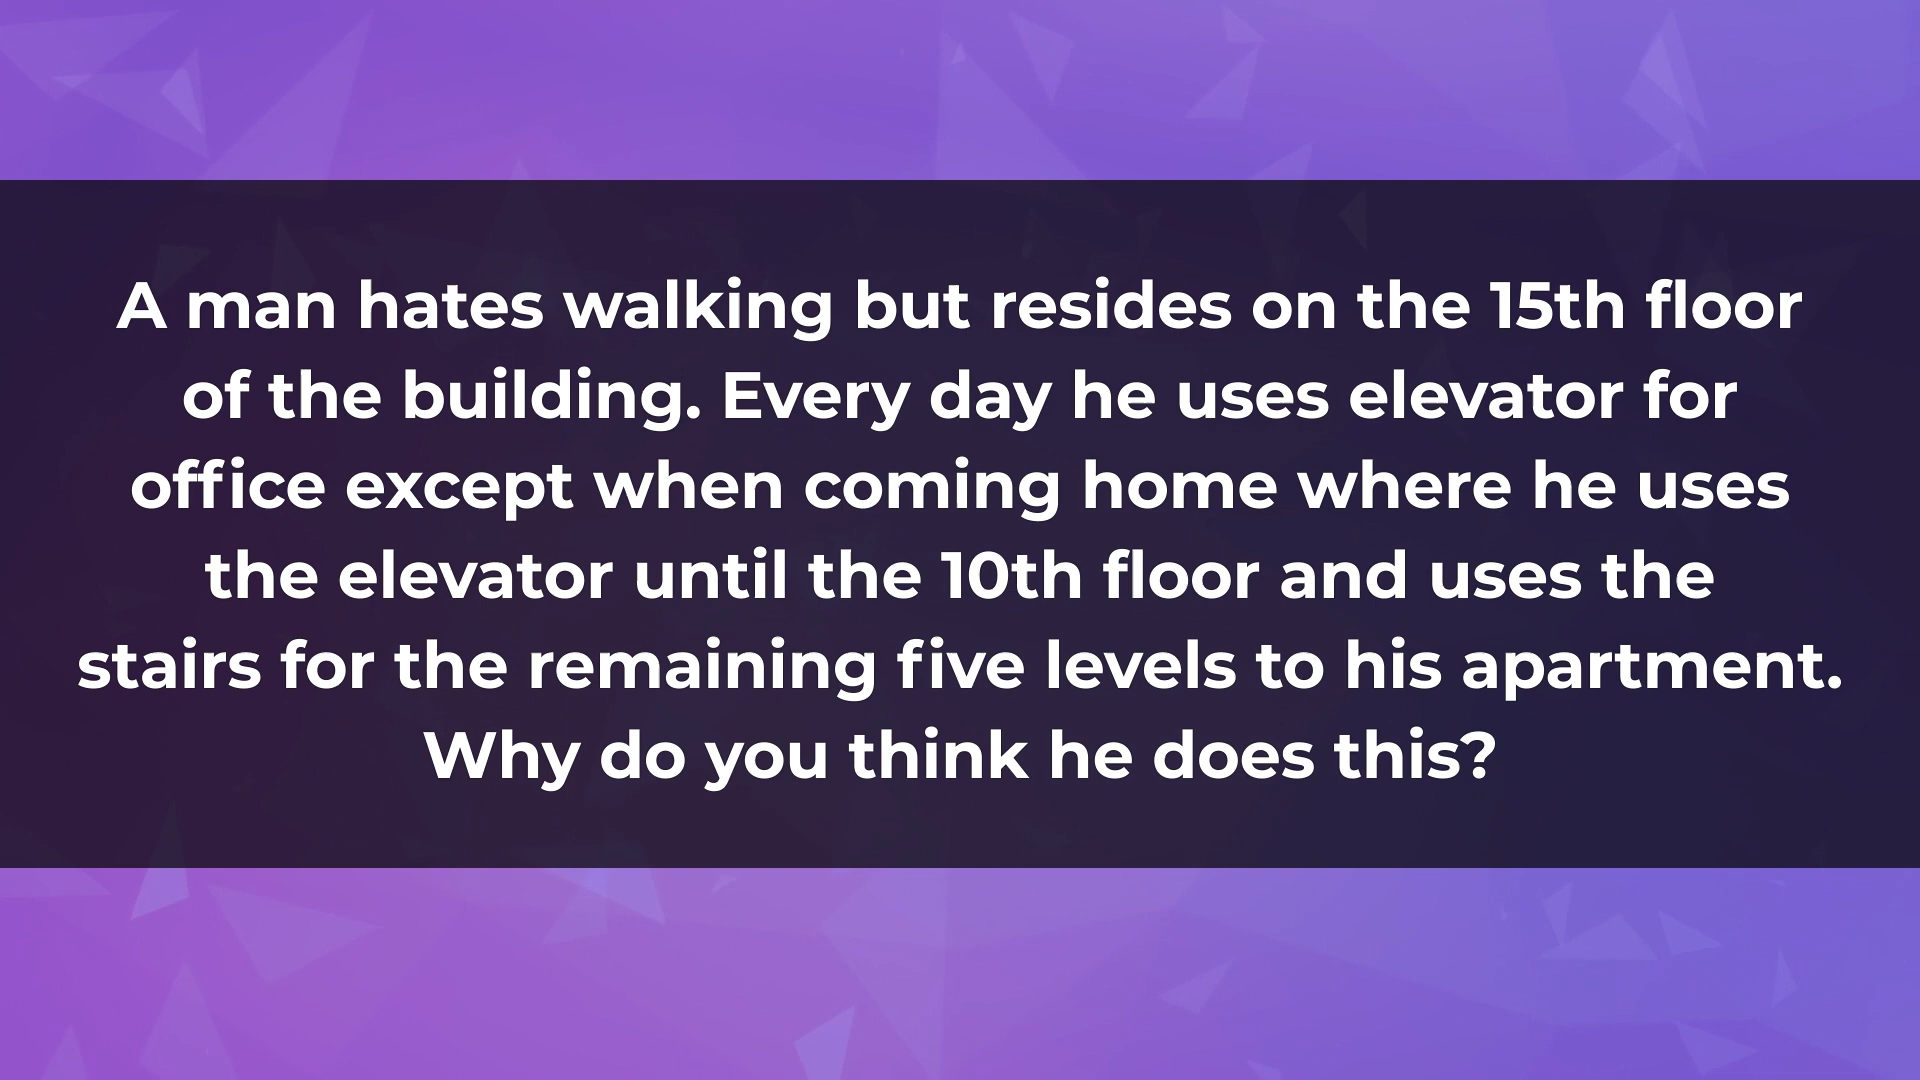 A man hates walking but resides on the 15th floor
of the building. Every day he uses elevator for
office except when coming home where he uses
the elevator until the 10th floor and uses the
stairs for the remaining five levels to his apartment.
Why do you think he does this?